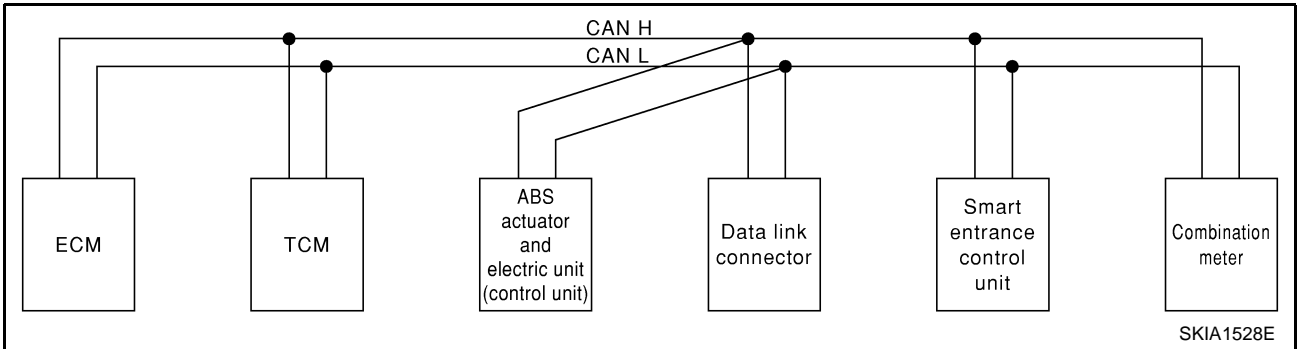 CAN H
CAN L
ECM
TCM
ABS
actuator
and
electric unit
(control unit)
Data link
connector
Smart
entrance
control
unit
Combination
meter
SKIA1528E